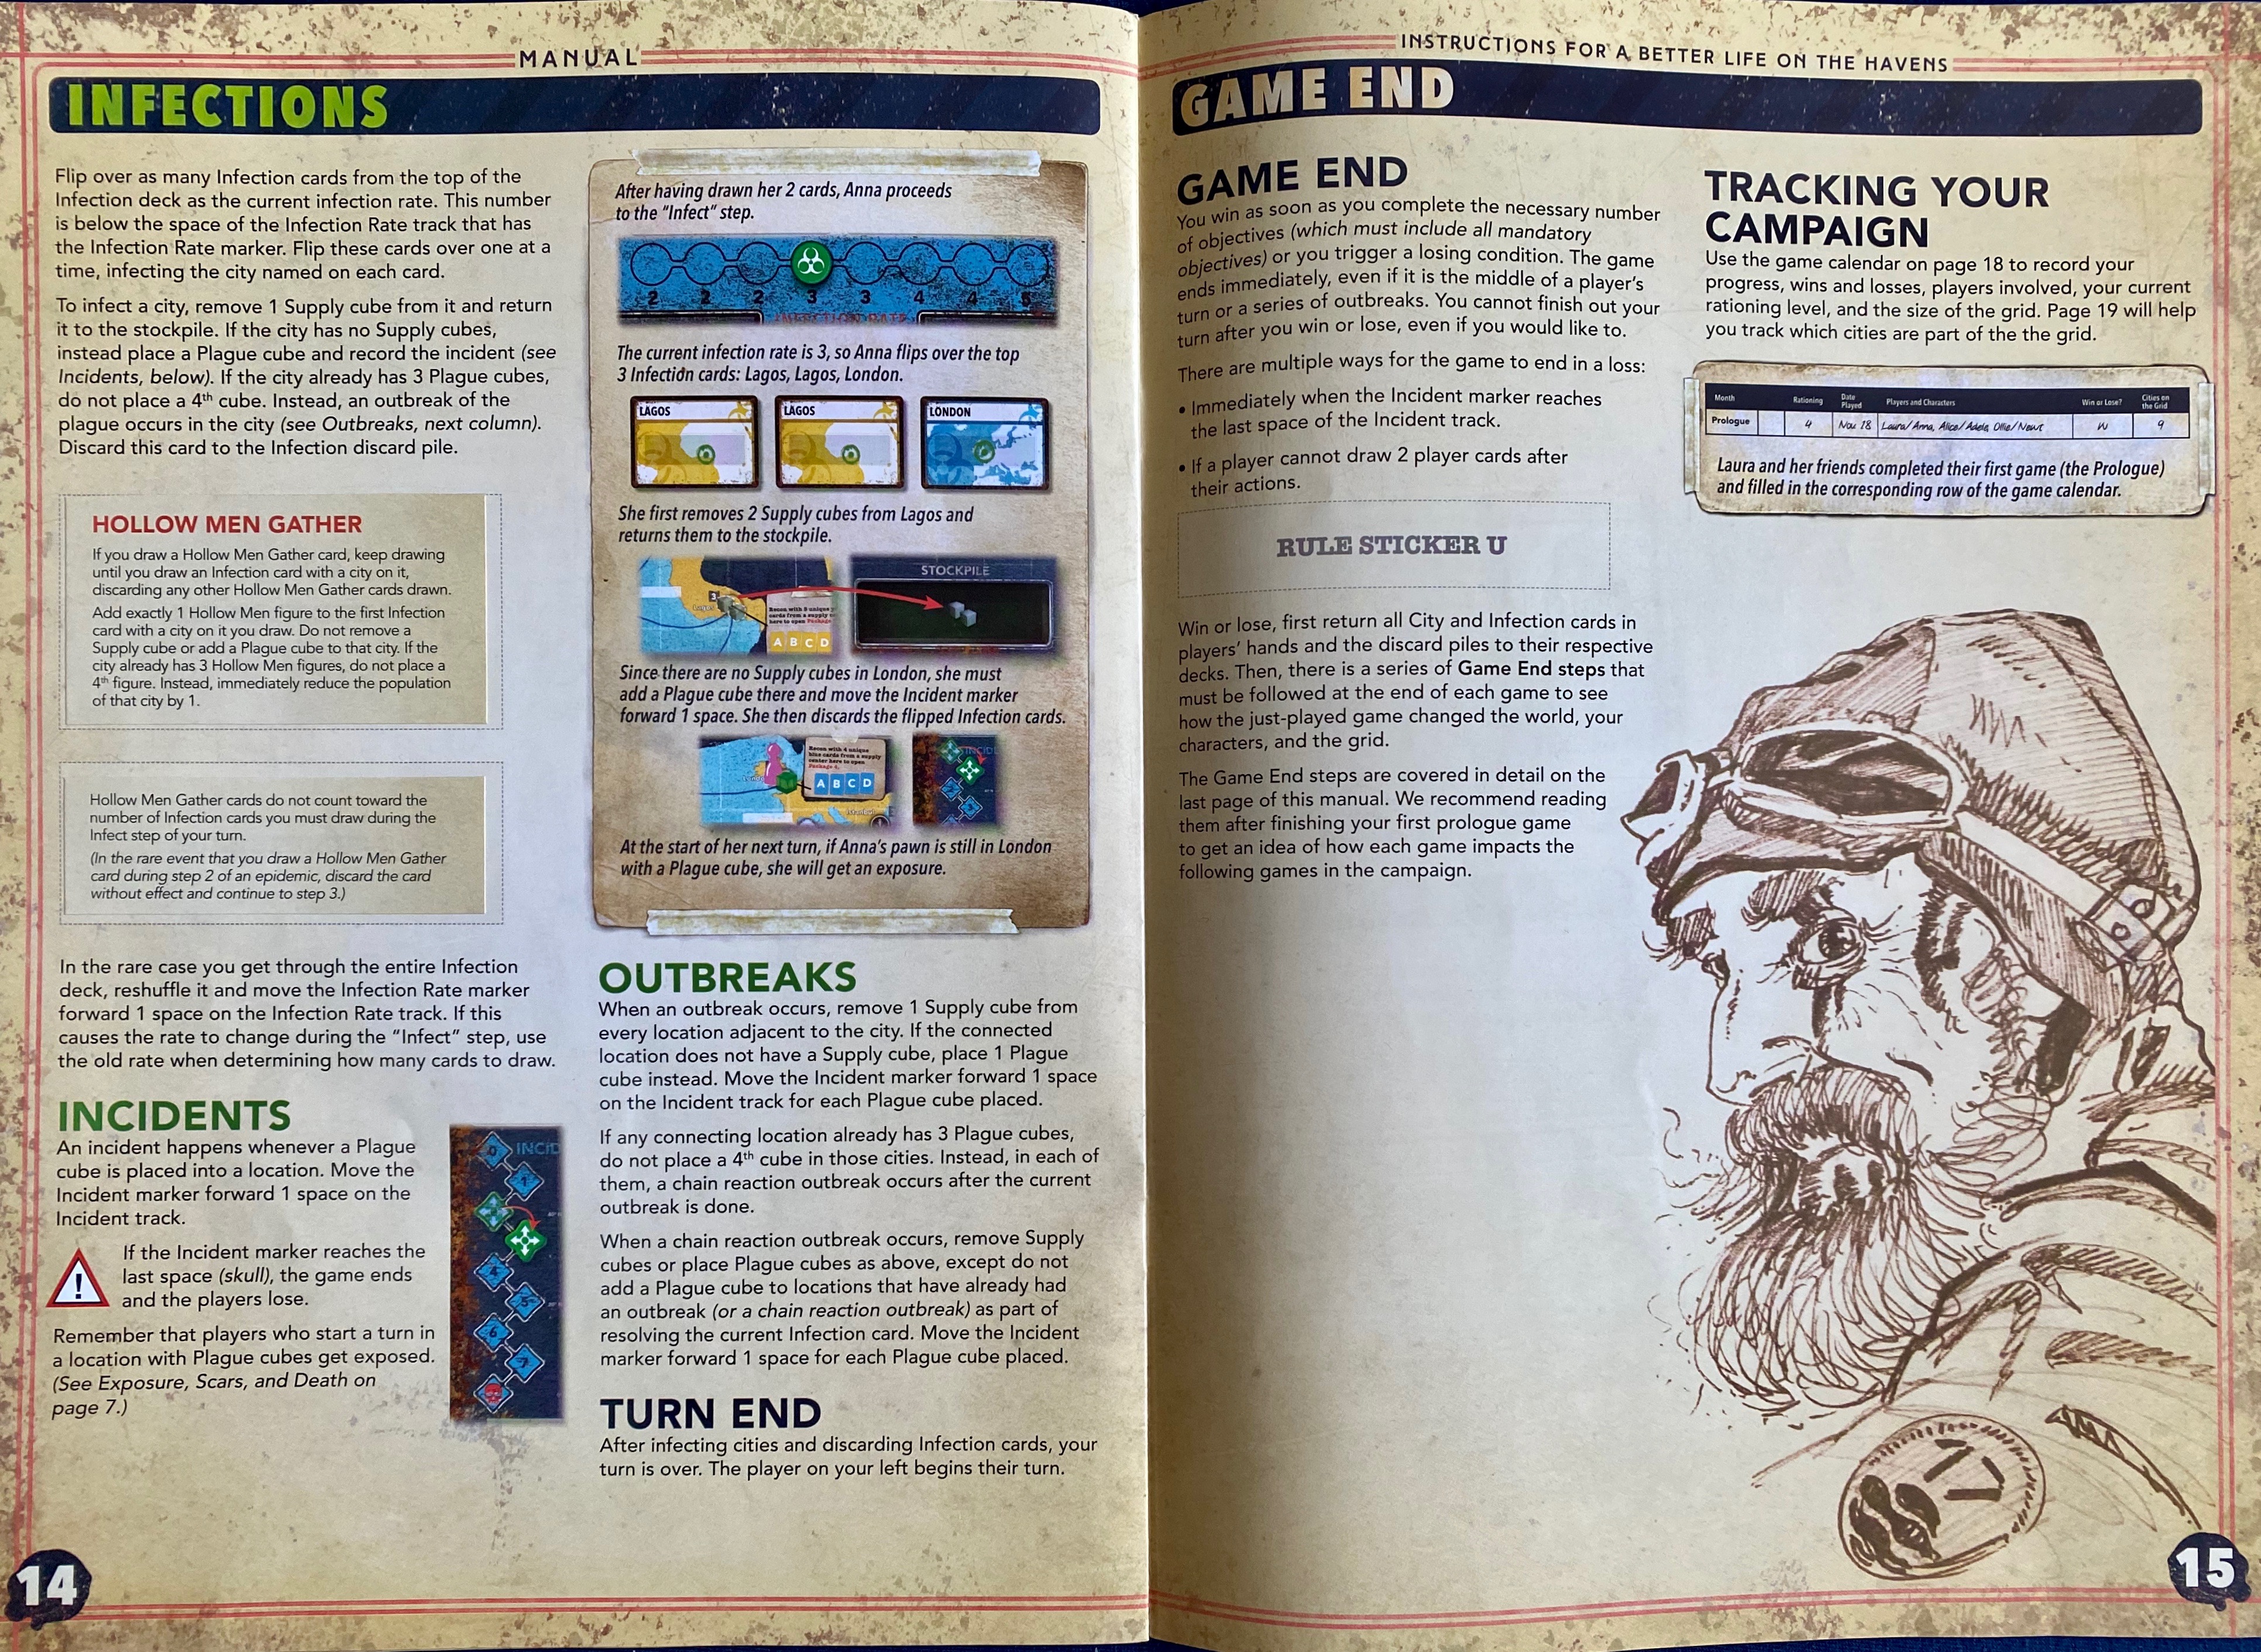 MANUAL
INFECTIONS
Flip over as many Infection cards from the top of the
Infection deck as the current infection rate. This number
is below the space of the Infection Rate track that has
the Infection Rate marker. Flip these cards over one at a
time, infecting the city named on each card.
To infect a city, remove 1 Supply cube from it and return
it to the stockpile. If the city has no Supply cubes,
instead place a Plague cube and record the incident (see
Incidents, below). If the city already has 3 Plague cubes,
do not place a 4th cube. Instead, an outbreak of the
plague occurs in the city (see Outbreaks, next column).
Discard this card to the Infection discard pile.
HOLLOW MEN GATHER
If you draw a Hollow Men Gather card, keep drawing
until you draw an Infection card with a city on it,
discarding any other Hollow Men Gather cards drawn.
Add exactly 1 Hollow Men figure to the first Infection
card with a city on it you draw. Do not remove a
Supply cube or add a Plague cube to that city. If the
city already has 3 Hollow Men figures, do not place a
4th figure. Instead, immediately reduce the population
of that city by 1.
Hollow Men Gather cards do not count toward the
number of Infection cards you must draw during the
Infect step of your turn.
(In the rare event that you draw a Hollow Men Gather
card during step 2 of an epidemic, discard the card
without effect and continue to step 3.)
In the rare case you get through the entire Infection
deck, reshuffle it and move the Infection Rate marker
forward 1 space on the Infection Rate track. If this
causes the rate to change during the "Infect" step, use
the old rate when determining how many cards to draw.
INCIDENTS
An incident happens whenever a Plague
cube is placed into a location. Move the
Incident marker forward 1 space on the
Incident track.
If the Incident marker reaches the
last space (skull), the game ends
and the players lose.
Remember that players who start a turn in
a location with Plague cubes get exposed.
(See Exposure, Scars, and Death on
page 7.)
0 INCID
1
4
5
6
7
14
After having drawn her 2 cards, Anna proceeds
to the "Infect" step.
2 2 2 3 3 4 4 5
INFECTION RATE
The current infection rate is 3, so Anna flips over the top
3 Infection cards: Lagos, Lagos, London.
LAGOS LAGOS LONDON
She first removes 2 Supply cubes from Lagos and
returns them to the stockpile.
3
Lagos
Recon with 3 unique
cards from a supply
here to open Package
A B C D
STOCKPILE
Since there are no Supply cubes in London, she must
add a Plague cube there and move the Incident marker
forward 1 space. She then discards the flipped Infection cards.
Recon with 4 unique
blue cards from a supply
center here to open
Package
A B C D
Istanbul
INCID
At the start of her next turn, if Anna's pawn is still in London
with a Plague cube, she will get an exposure.
OUTBREAKS
When an outbreak occurs, remove 1 Supply cube from
every location adjacent to the city. If the connected
location does not have a Supply cube, place 1 Plague
cube instead. Move the Incident marker forward 1 space
on the Incident track for each Plague cube placed.
If any connecting location already has 3 Plague cubes,
do not place a 4th cube in those cities. Instead, in each of
them, a chain reaction outbreak occurs after the current
outbreak is done.
When a chain reaction outbreak occurs, remove Supply
cubes or place Plague cubes as above, except do not
add a Plague cube to locations that have already had
an outbreak (or a chain reaction outbreak) as part of
resolving the current Infection card. Move the Incident
marker forward 1 space for each Plague cube placed.
TURN END
After infecting cities and discarding Infection cards, your
turn is over. The player on your left begins their turn.
INSTRUCTIONS FOR A BETTER LIFE ON THE HAVENS
GAME END
GAME END
You win as soon as you complete the necessary number
of objectives (which must include all mandatory
objectives) or you trigger a losing condition. The game
ends immediately, even if it is the middle of a player's
turn or a series of outbreaks. You cannot finish out your
turn after you win or lose, even if you would like to.
There are multiple ways for the game to end in a loss:
• Immediately when the Incident marker reaches
the last space of the Incident track.
• If a player cannot draw 2 player cards after
their actions.
RULE STICKER U
Win or lose, first return all City and Infection cards in
players' hands and the discard piles to their respective
decks. Then, there is a series of Game End steps that
must be followed at the end of each game to see
how the just-played game changed the world, your
characters, and the grid.
The Game End steps are covered in detail on the
last page of this manual. We recommend reading
them after finishing your first prologue game
to get an idea of how each game impacts the
following games in the campaign.
TRACKING YOUR
CAMPAIGN
Use the game calendar on page 18 to record your
progress, wins and losses, players involved, your current
rationing level, and the size of the grid. Page 19 will help
you track which cities are part of the the grid.
Month Rationing Date Played Players and Characters Win or Lose? Cities on the Grid
Prologue 4 Nov 18 Laura/Anna, Alice/Adela, Ollie/Newt W 9
Laura and her friends completed their first game (the Prologue)
and filled in the corresponding row of the game calendar.
17
15